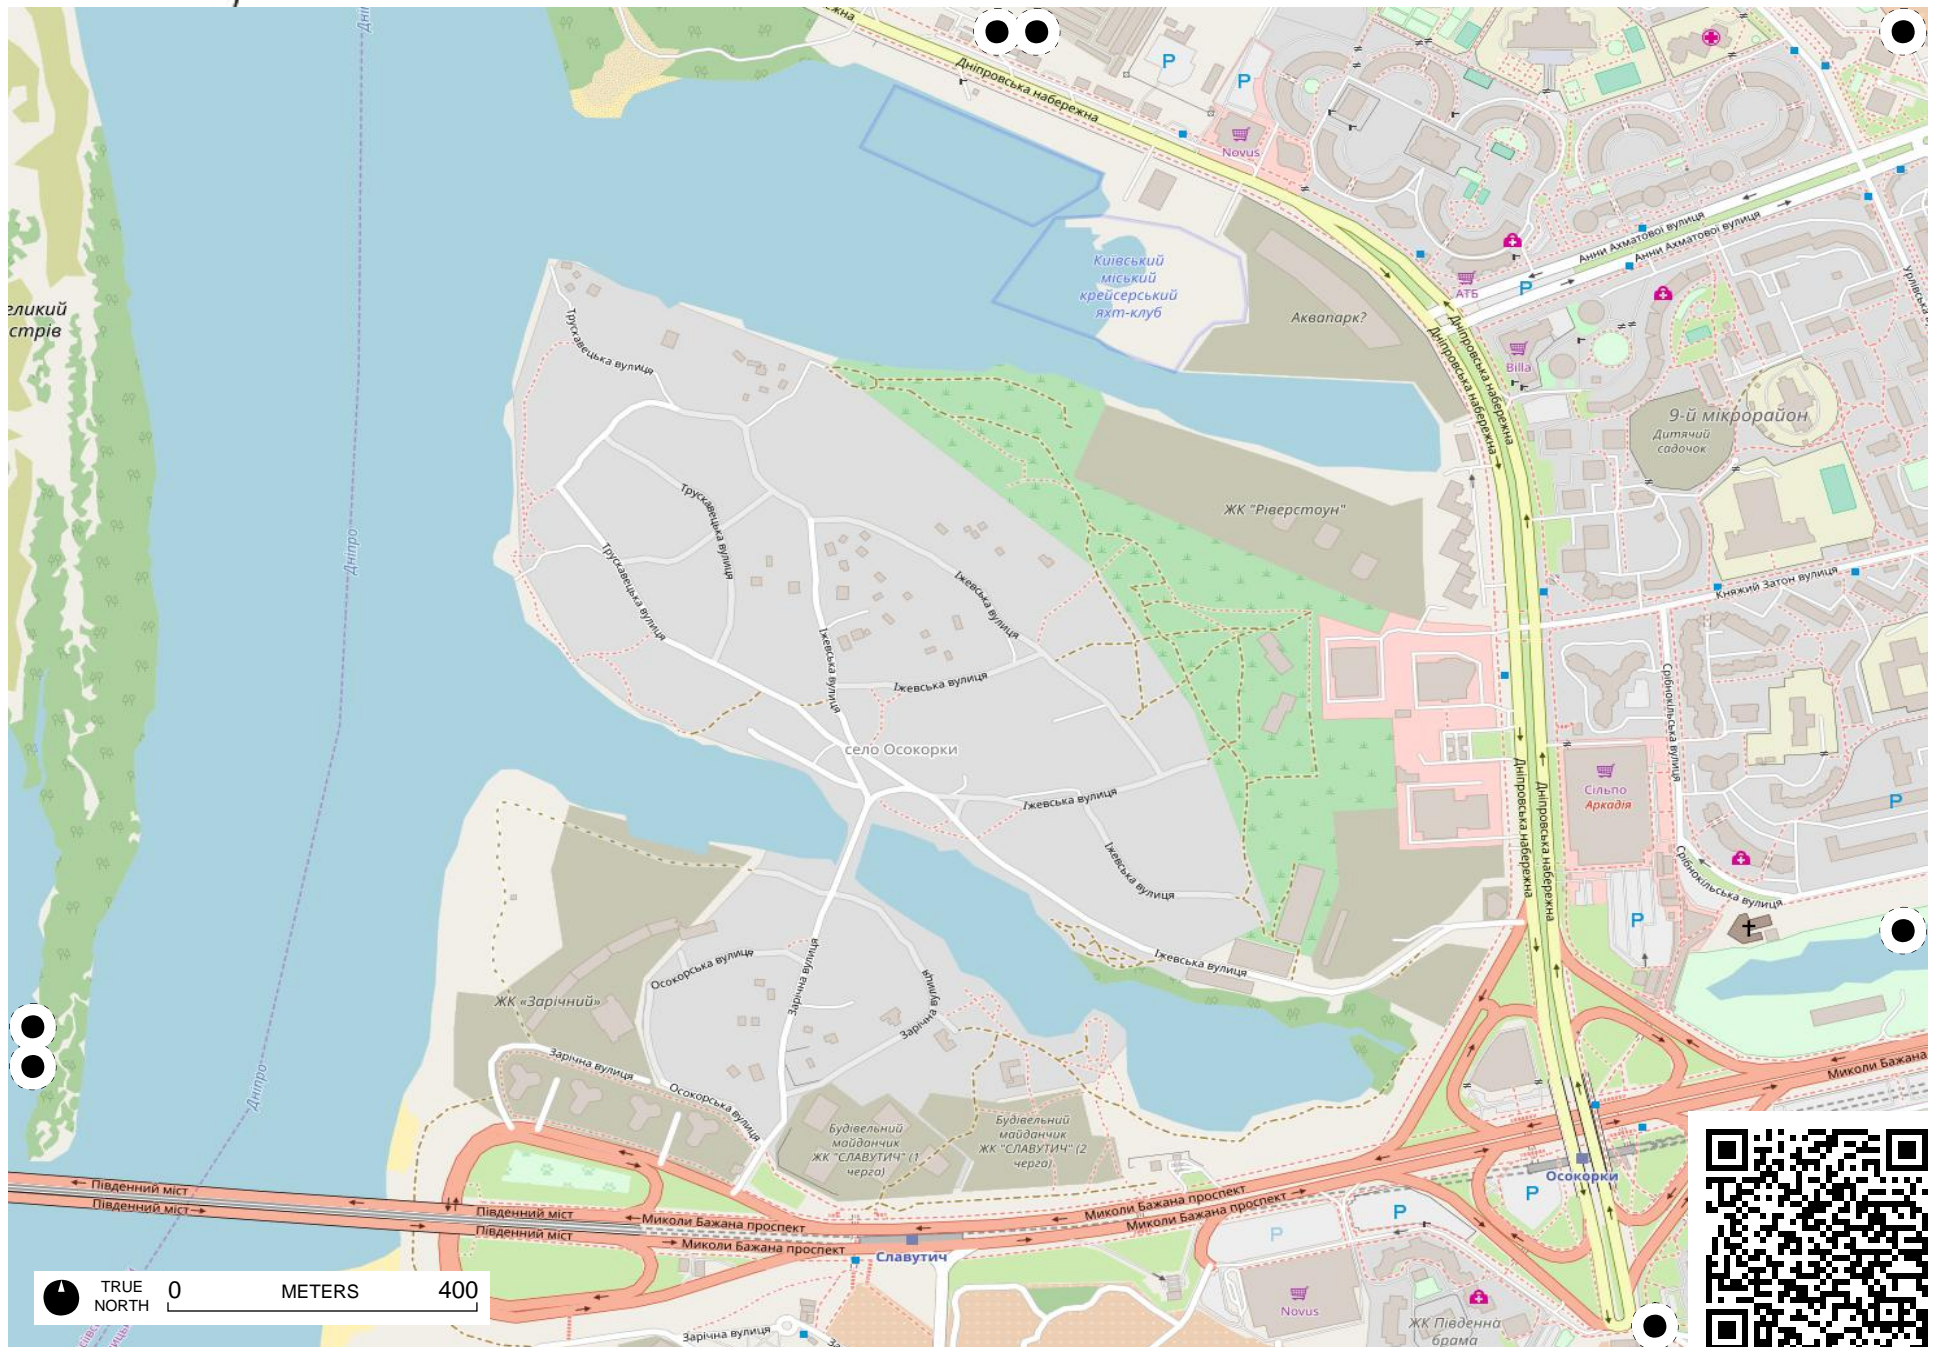 Дніпровська набережна
P
P
Novus
Анни Ахматової вулиця
Анни Ахматової вулиця
Київський
міський
крейсерський
яхт-клуб
АТБ
P
Аквапарк?
Billa
Дніпровська набережна
Дніпровська набережна
Трускавецька вулиця
9-й мікрорайон
Дитячий
садочок
Трускавецька вулиця
ЖК "Ріверстоун"
Дніпро
Трускавецька вулиця
Іжевська вулиця
Княжий Затон вулиця
Іжевська вулиця
Іжевська вулиця
Срібнокільська вулиця
село Осокорки
Сільпо
Аркадія
P
Іжевська вулиця
Дніпровська набережна
Дніпровська набережна
Іжевська вулиця
Срібнокільська вулиця
P
Іжевська вулиця
Осокорська вулиця
Зарічна вулиця
Зарічна вулиця
ЖК «Зарічний»
Зарічна вулиця
Осокорська вулиця
Дніпро
Миколи Бажана
Будівельний
майданчик
ЖК "СЛАВУТИЧ" (1
черга)
Будівельний
майданчик
ЖК "СЛАВУТИЧ" (2
черга)
Осокорки
P
Південний міст
Південний міст
Південний міст
Південний міст
Миколи Бажана проспект
Миколи Бажана проспект
Миколи Бажана проспект
Миколи Бажана проспект
P
P
Славутич
TRUE
NORTH
0 METERS 400
Novus
ЖК Південна
брама
Зарічна вулиця